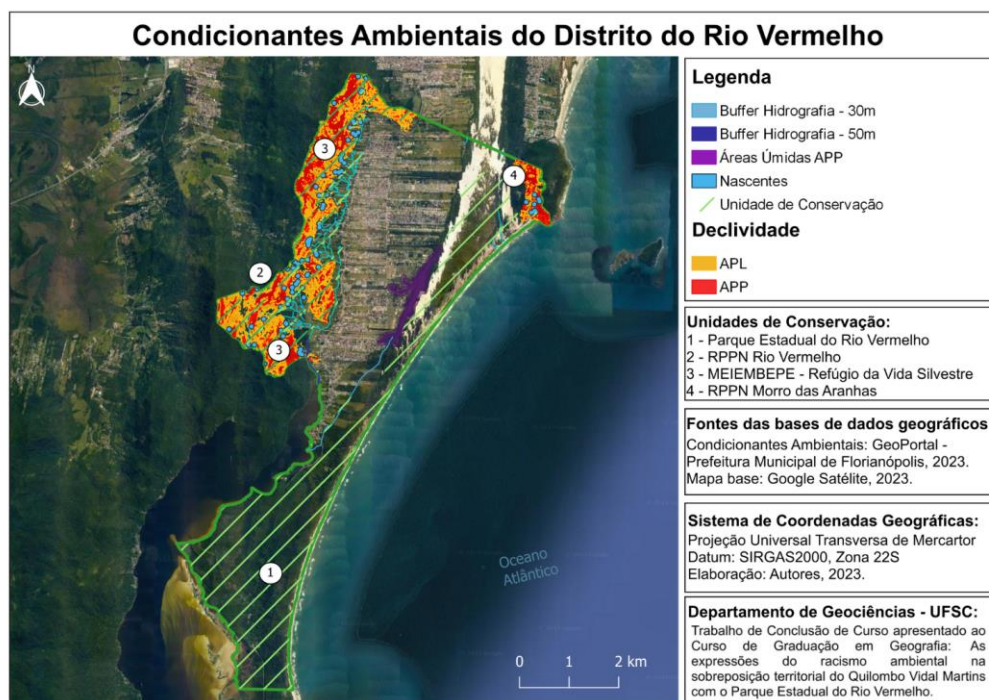 Condicionantes Ambientais do Distrito do Rio Vermelho
N
3
4
2
3
1
Oceano
Atlântico
0 1 2 km
Legenda
Buffer Hidrografia - 30m
Buffer Hidrografia - 50m
Áreas Úmidas APP
Nascentes
Unidade de Conservação
Declividade
APL
APP
Unidades de Conservação:
1 - Parque Estadual do Rio Vermelho
2 - RPPN Rio Vermelho
3 - MEIEMBEPE - Refúgio da Vida Silvestre
4 - RPPN Morro das Aranhas
Fontes das bases de dados geográficos
Condicionantes Ambientais: GeoPortal -
Prefeitura Municipal de Florianópolis, 2023.
Mapa base: Google Satélite, 2023.
Sistema de Coordenadas Geográficas:
Projeção Universal Transversa de Mercartor
Datum: SIRGAS2000, Zona 22S
Elaboração: Autores, 2023.
Departamento de Geociências - UFSC:
Trabalho de Conclusão de Curso apresentado ao
Curso de Graduação em Geografia: As
expressões do racismo ambiental na
sobreposição territorial do Quilombo Vidal Martins
com o Parque Estadual do Rio Vermelho.